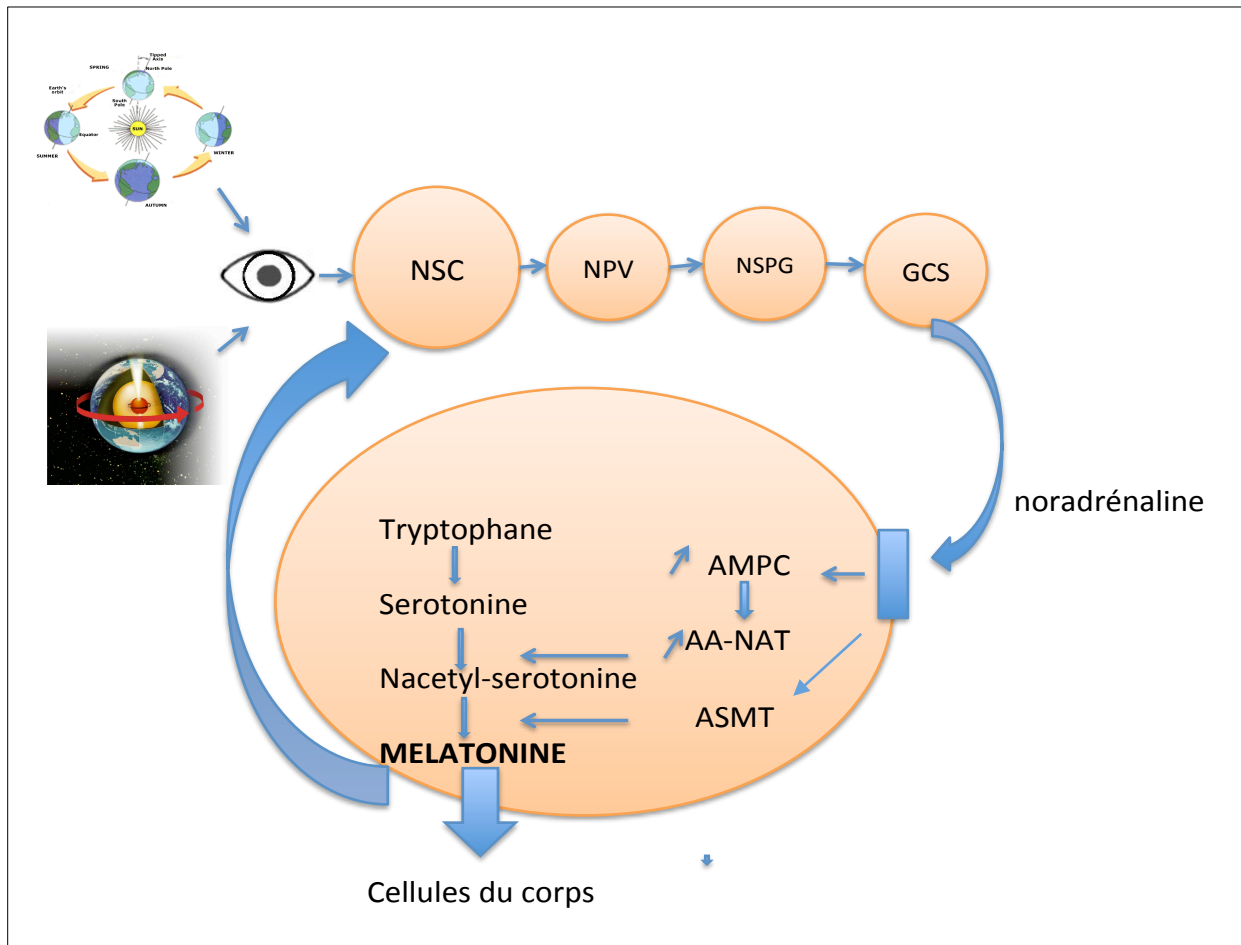 Tipped
Axis
SPRING
North Pole
Earth's
orbit
South
Pole
SUN
Equator
SUMMER
WINTER
AUTUMN
NSC
NPV
NSPG
GCS
noradrénaline
Tryptophane
AMPC
Serotonine
AA-NAT
Nacetyl-serotonine
ASMT
MELATONINE
Cellules du corps